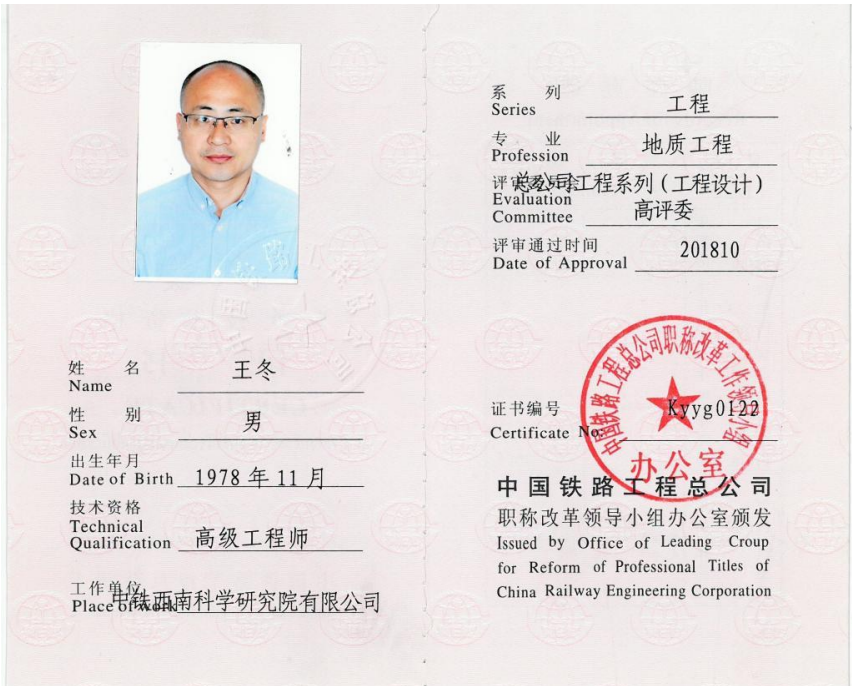 姓 名 王冬
Name
性 别 男
Sex
出生年月
Date of Birth 1978年11月
技术资格
Technical
Qualification 高级工程师
工作单位
Place of Work 中铁西南科学研究院有限公司
系 列 工程
Series
专 业 地质工程
Profession
评审委员会 总公司工程系列(工程设计)
Evaluation
Committee 高评委
评审通过时间 201810
Date of Approval
中国铁路工程总公司职称改革工作领导小组
办公室
证书编号 Kyyg0122
Certificate No.
中国铁路工程总公司
职称改革领导小组办公室颁发
Issued by Office of Leading Croup
for Reform of Professional Titles of
China Railway Engineering Corporation